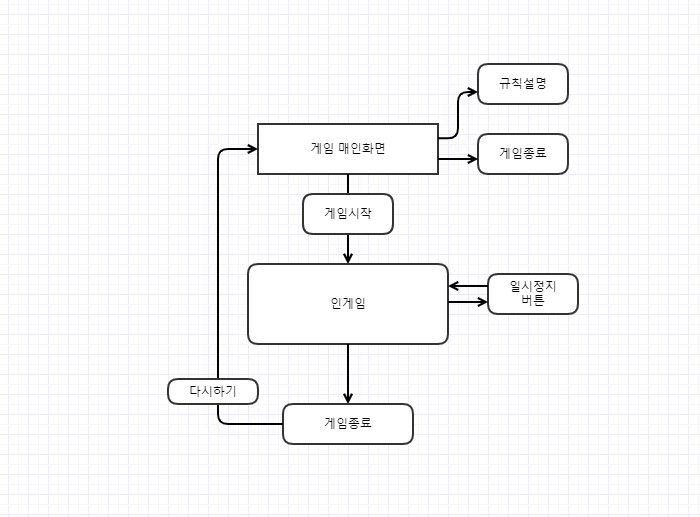 규칙설명
게임 매인화면
게임종료
게임시작
일시정지
버튼
인게임
다시하기
게임종료